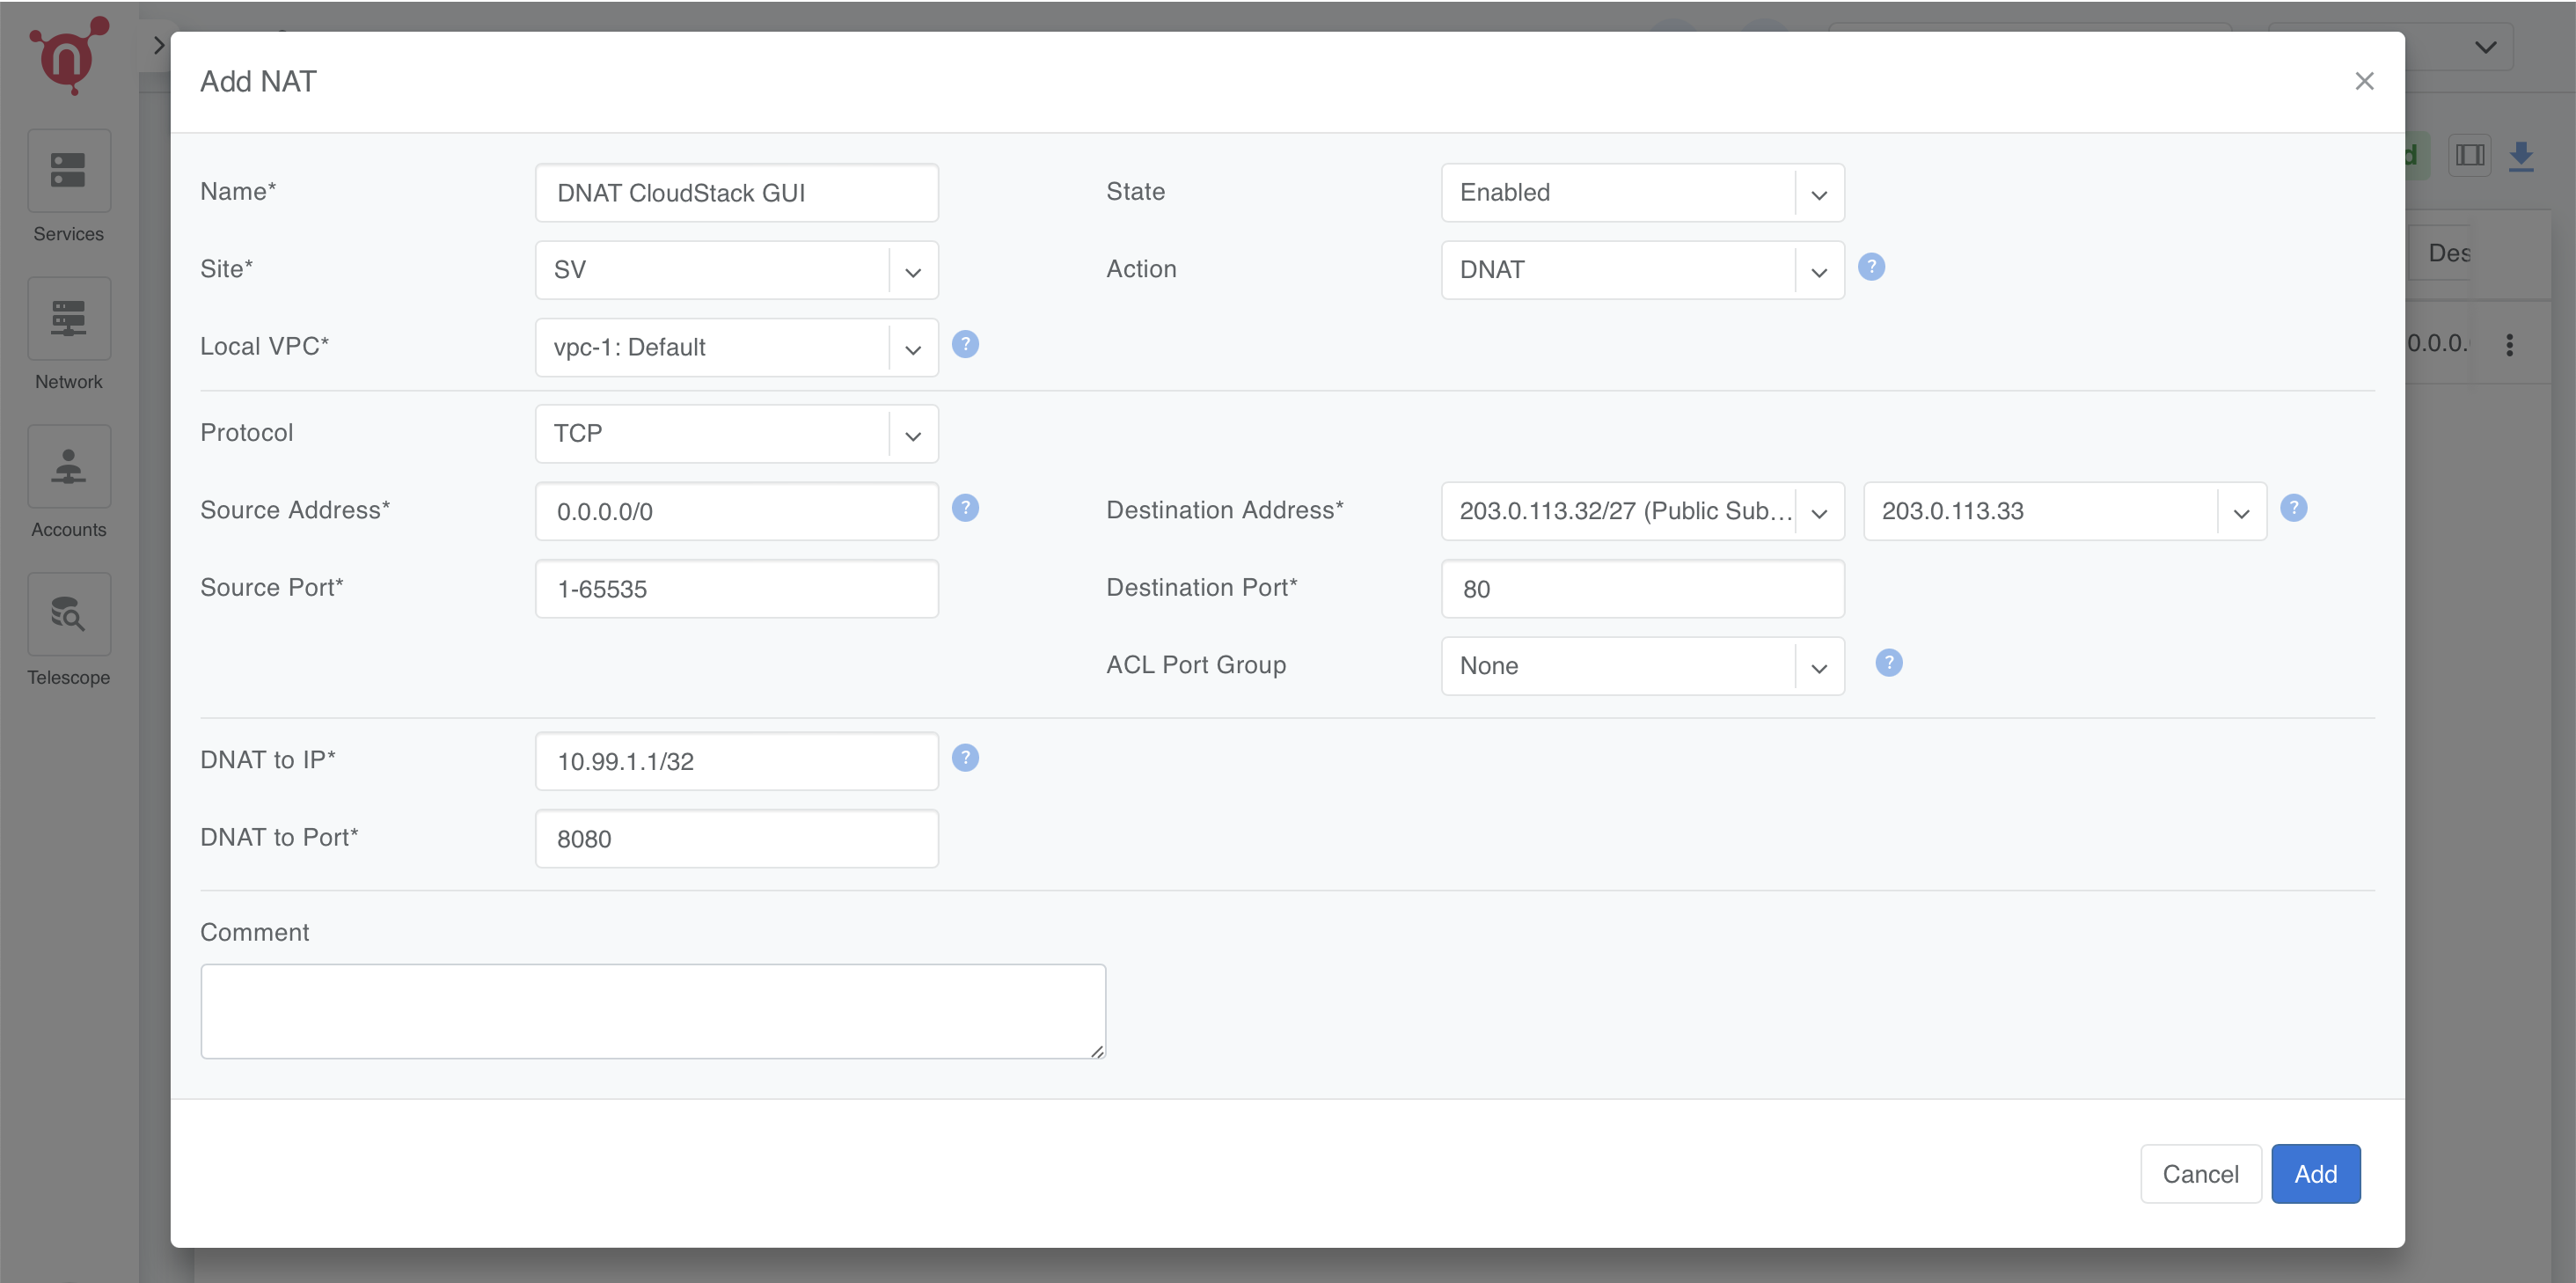 Add NAT
Services
Network
Accounts
Telescope
Name* DNAT CloudStack GUI State Enabled
Site* SV Action DNAT ?
Local VPC* vpc-1: Default ?
Protocol TCP
Source Address* 0.0.0.0/0 ? Destination Address* 203.0.113.32/27 (Public Sub... 203.0.113.33 ?
Source Port* 1-65535 Destination Port* 80
ACL Port Group None ?
DNAT to IP* 10.99.1.1/32 ?
DNAT to Port* 8080
Comment
Cancel Add
d
Des
0.0.0.